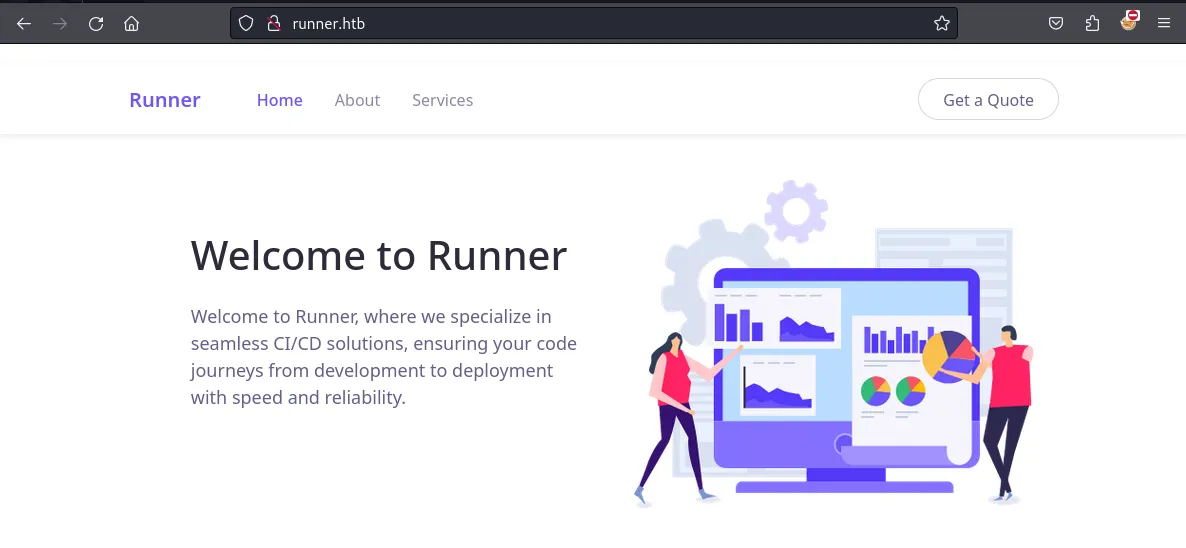 runner.htb
Runner Home About Services Get a Quote
Welcome to Runner
Welcome to Runner, where we specialize in
seamless CI/CD solutions, ensuring your code
journeys from development to deployment
with speed and reliability.